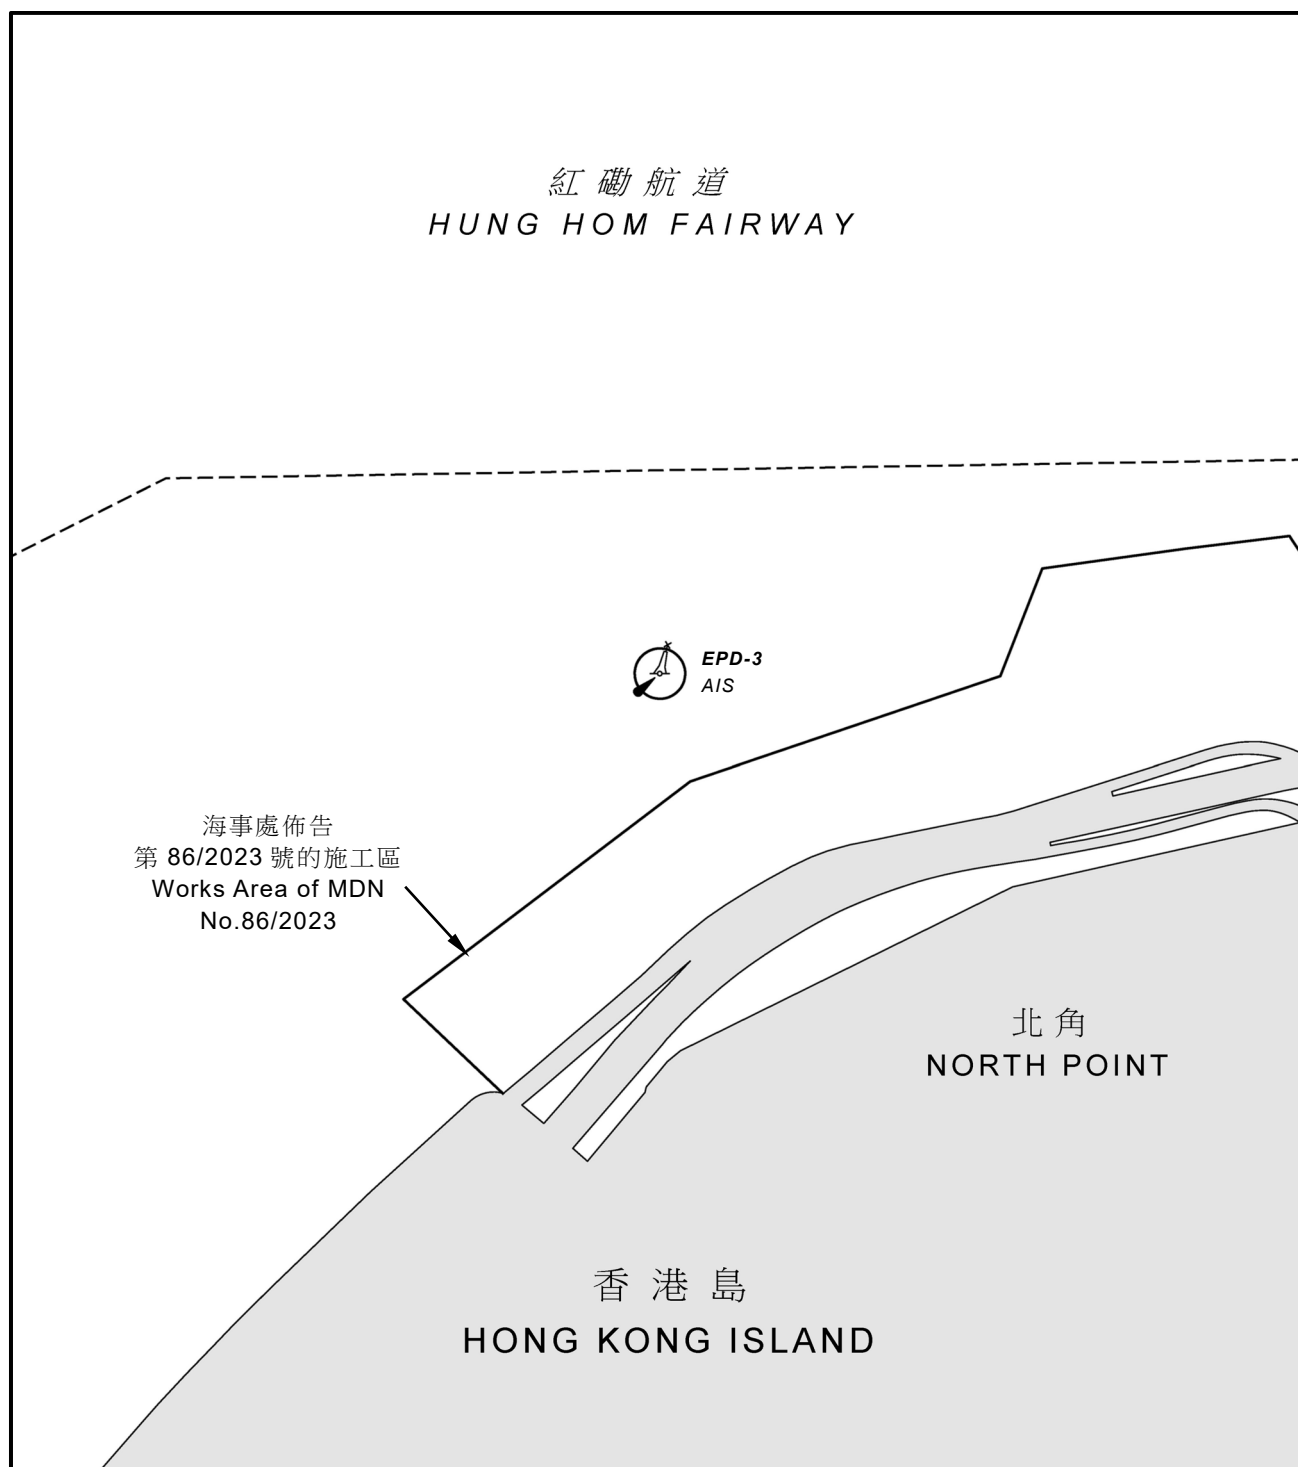 紅磡航道
HUNG HOM FAIRWAY
EPD-3
AIS
海事處佈告
第 86/2023 號的施工區
Works Area of MDN
No.86/2023
北角
NORTH POINT
香港島
HONG KONG ISLAND